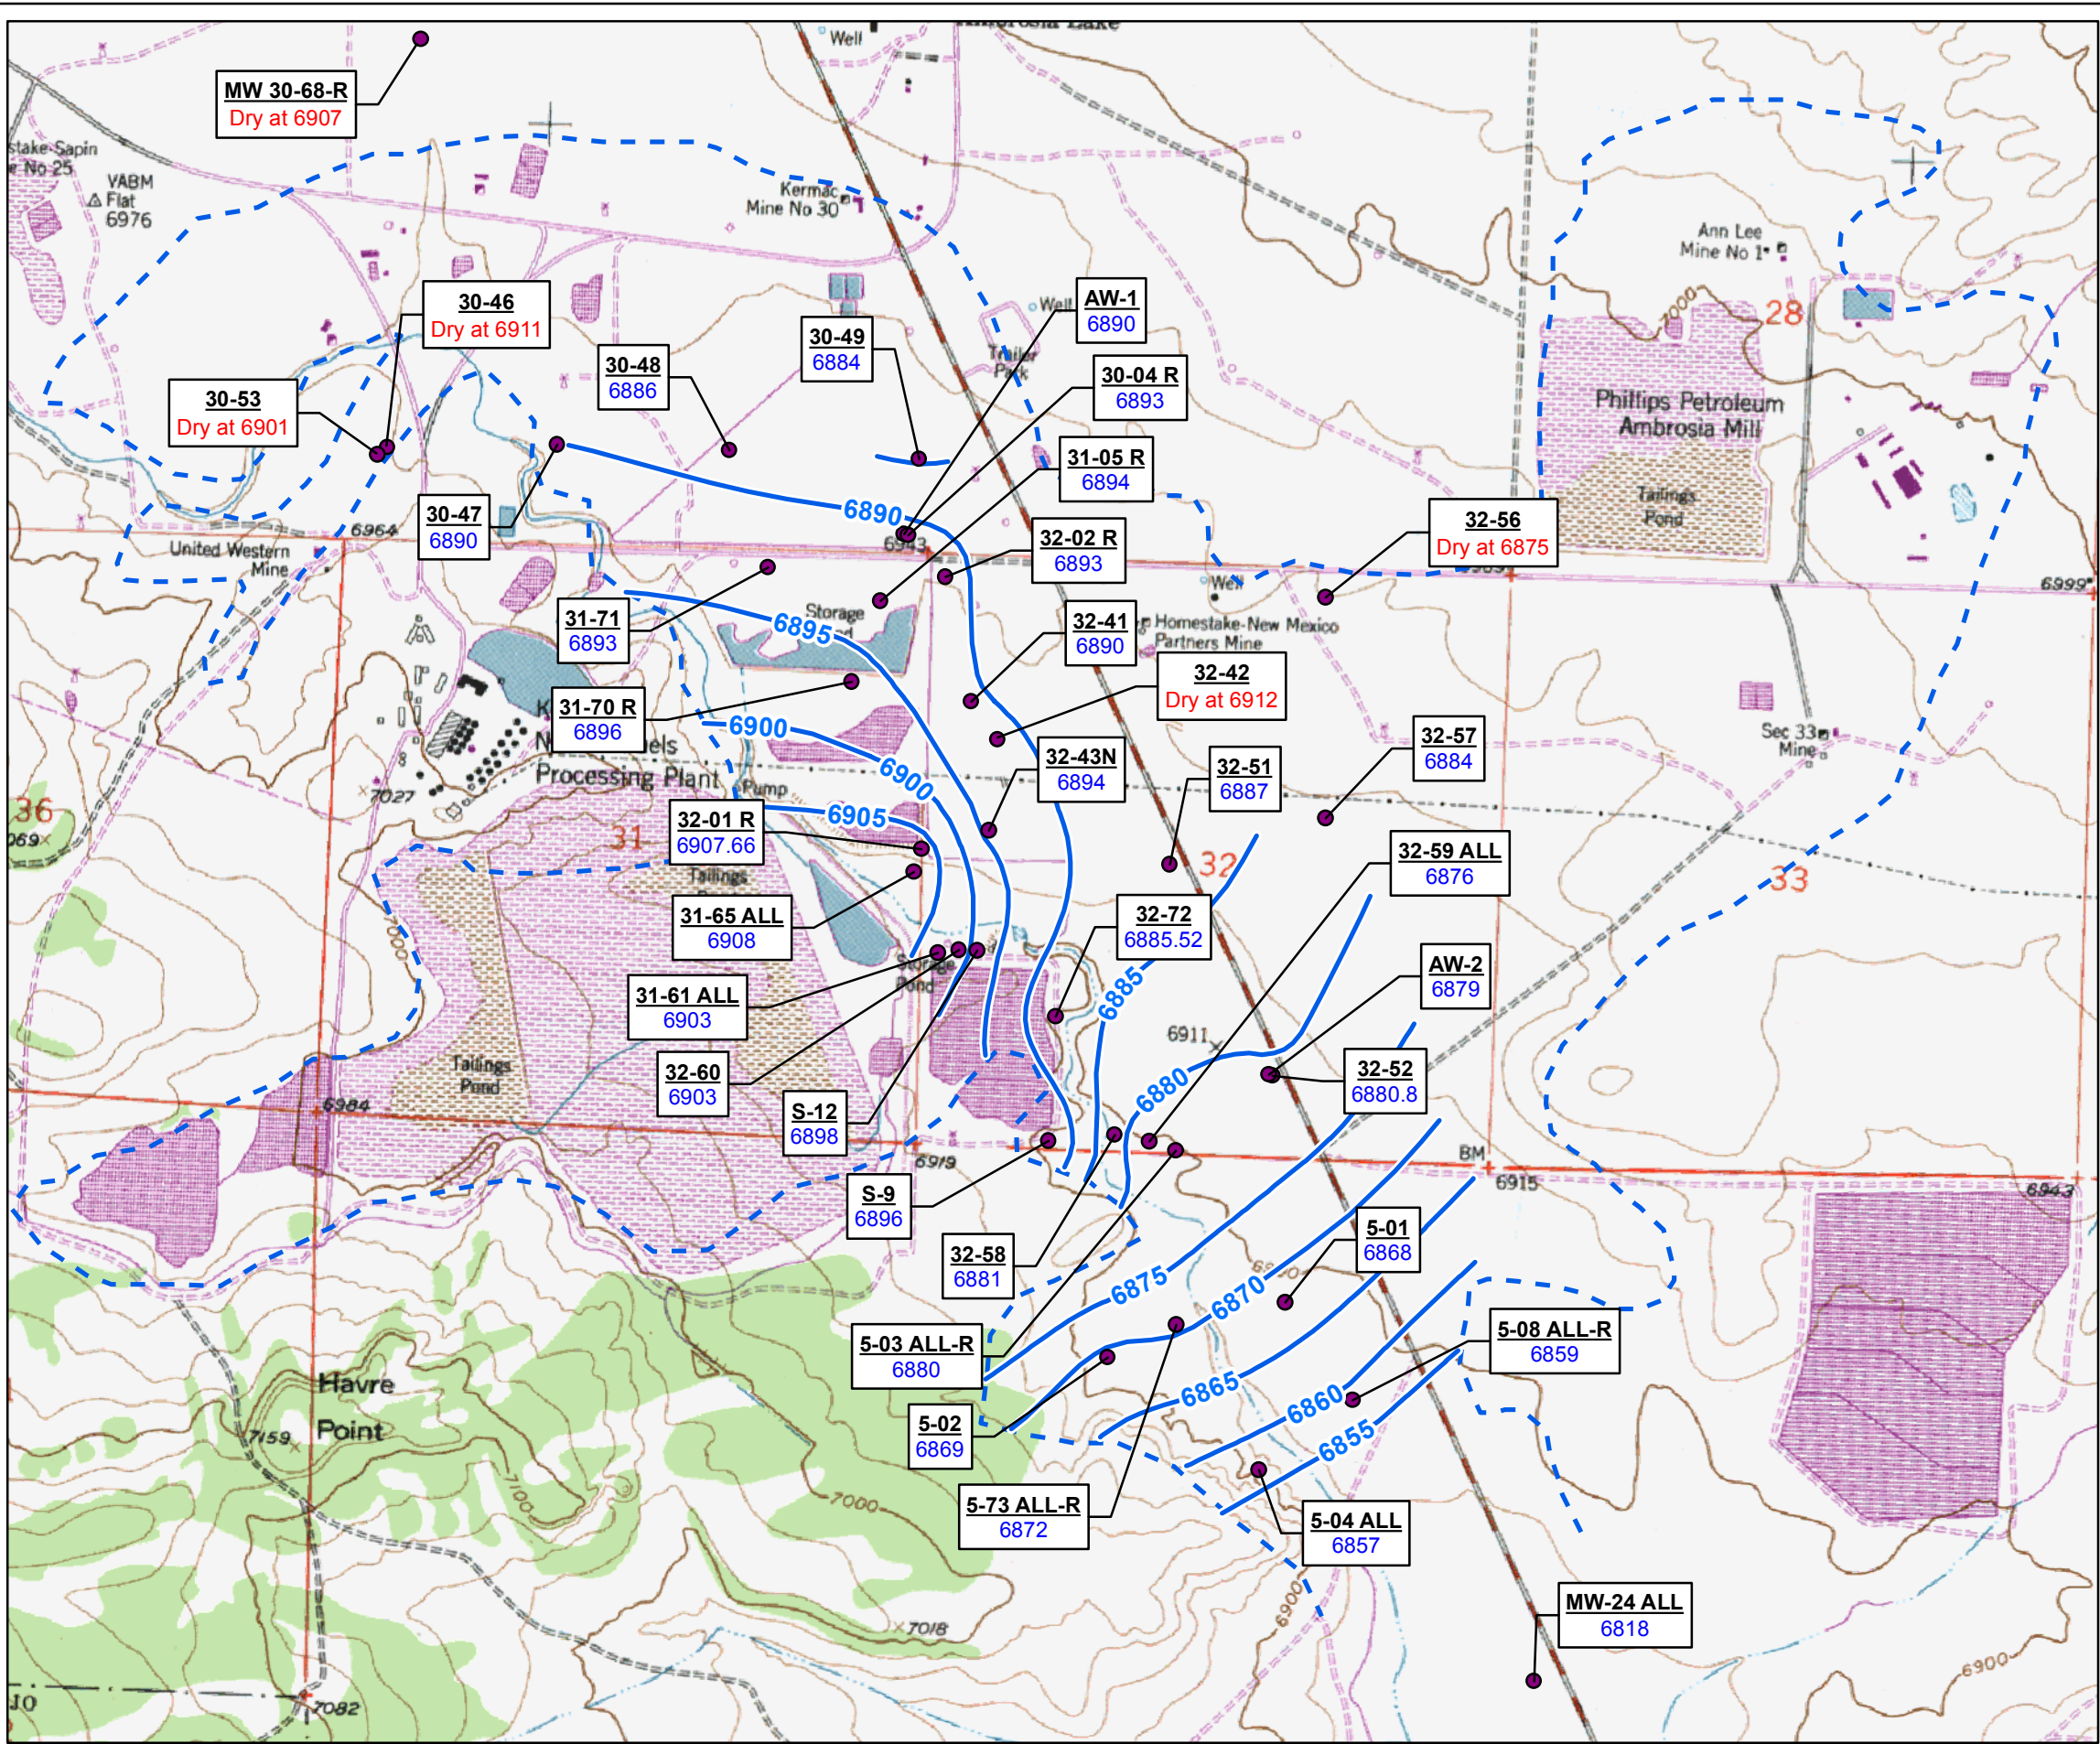 Ambrosia Lake
Well
MW 30-68-R
Dry at 6907
stake-Sapin
No 25
VABM
Flat
6976
Kermac
Mine No 30
Ann Lee
Mine No 1
7000
28
30-46
Dry at 6911
AW-1
6890
Well
30-49
6884
Trailer
Park
30-48
6886
30-04 R
6893
30-53
Dry at 6901
Phillips Petroleum
Ambrosia Mill
31-05 R
6894
Tailings
Pond
30-47
6890
6890
6964
6943
32-56
Dry at 6875
32-02 R
6893
United Western
Mine
6999
Well
31-71
6893
Storage
6895
32-41
6890
Homestake-New Mexico
Partners Mine
32-42
Dry at 6912
31-70 R
6896
6900
Processing Plant
7027
Pump
6900
32-43N
6894
32-51
6887
32-57
6884
Sec 33
Mine
36
069
31
32-01 R
6907.66
6905
32
32-59 ALL
6876
33
Tailings
31-65 ALL
6908
32-72
6885.52
7000
Storage
Pond
31-61 ALL
6903
6885
AW-2
6879
6911
Tailings
Pond
32-60
6903
6880
32-52
6880.8
6984
S-12
6898
6919
BM
6915
6943
S-9
6896
32-58
6881
5-01
6868
6875
6870
5-03 ALL-R
6880
5-08 ALL-R
6859
Havre
Point
7159
6865
6860
5-02
6869
6855
7100
7000
5-73 ALL-R
6872
5-04 ALL
6857
6900
7018
MW-24 ALL
6818
6900
7082